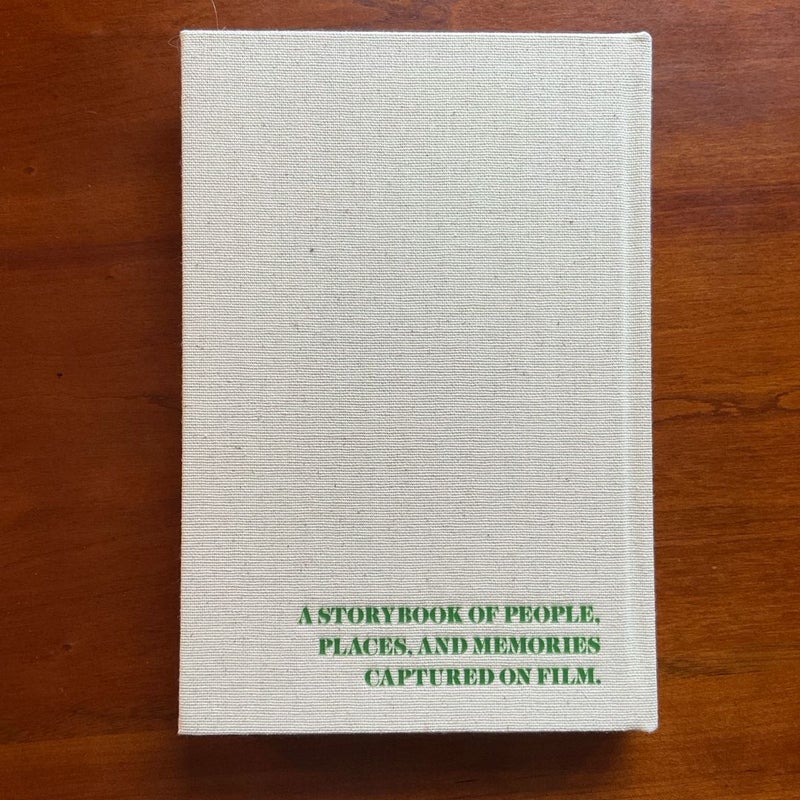 A STORYBOOK OF PEOPLE,
PLACES, AND MEMORIES
CAPTURED ON FILM.